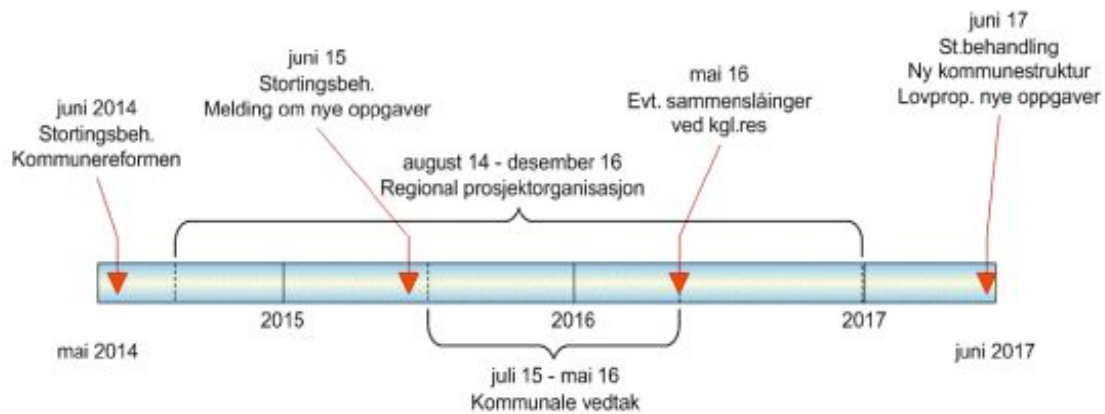 juni 2014
Stortingsbeh.
Kommunereformen
juni 15
Stortingsbeh.
Melding om nye oppgaver
august 14 - desember 16
Regional prosjektorganisasjon
mai 16
Evt. sammenslåinger
ved kgl.res
juni 17
St.behandling
Ny kommunestruktur
Lovprop. nye oppgaver
2015
2016
2017
mai 2014
juni 2017
juli 15 - mai 16
Kommunale vedtak